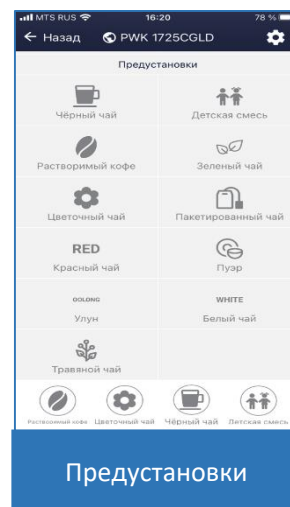 MTS RUS 16:20 78 %
← Назад PWK 1725CGLD
Предустановки
Чёрный чай Детская смесь
Растворимый кофе Зеленый чай
Цветочный чай Пакетированный чай
RED
Красный чай Пуэр
OOLONG WHITE
Улун Белый чай
Травяной чай
Растворимый кофе Цветочный чай Чёрный чай Детская смесь
Предустановки